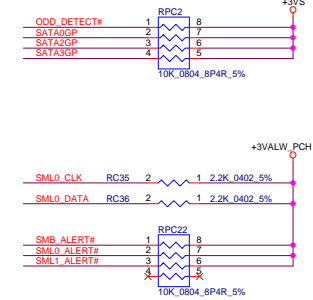 +3VS
RPC2
ODD_DETECT# 1 8
SATA0GP 2 7
SATA2GP 3 6
SATA3GP 4 5
10K_0804_8P4R_5%
+3VALW_PCH
SML0_CLK RC35 2 1 2.2K_0402_5%
SML0_DATA RC36 2 1 2.2K_0402_5%
RPC22
SMB_ALERT# 1 8
SML0_ALERT# 2 7
SML1_ALERT# 3 6
4 5
10K_0804_8P4R_5%